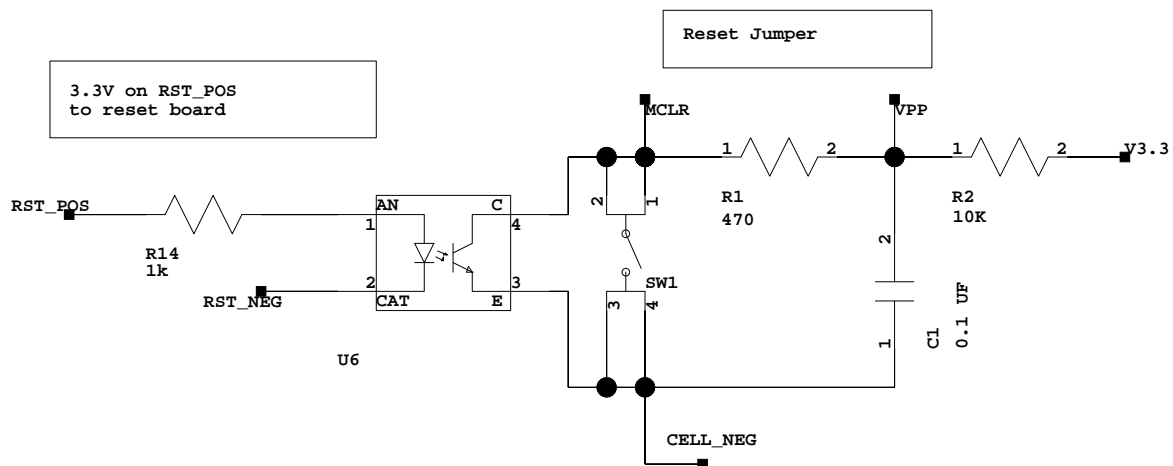 Reset Jumper
3.3V on RST_POS
to reset board
MCLR
VPP
1
2
1
2
V3.3
RST_POS
AN
C
2
1
R1
470
R2
10K
1
4
R14
1k
2
2
3
SW1
RST_NEG
CAT
E
3
4
1
C1
0.1 UF
U6
CELL_NEG